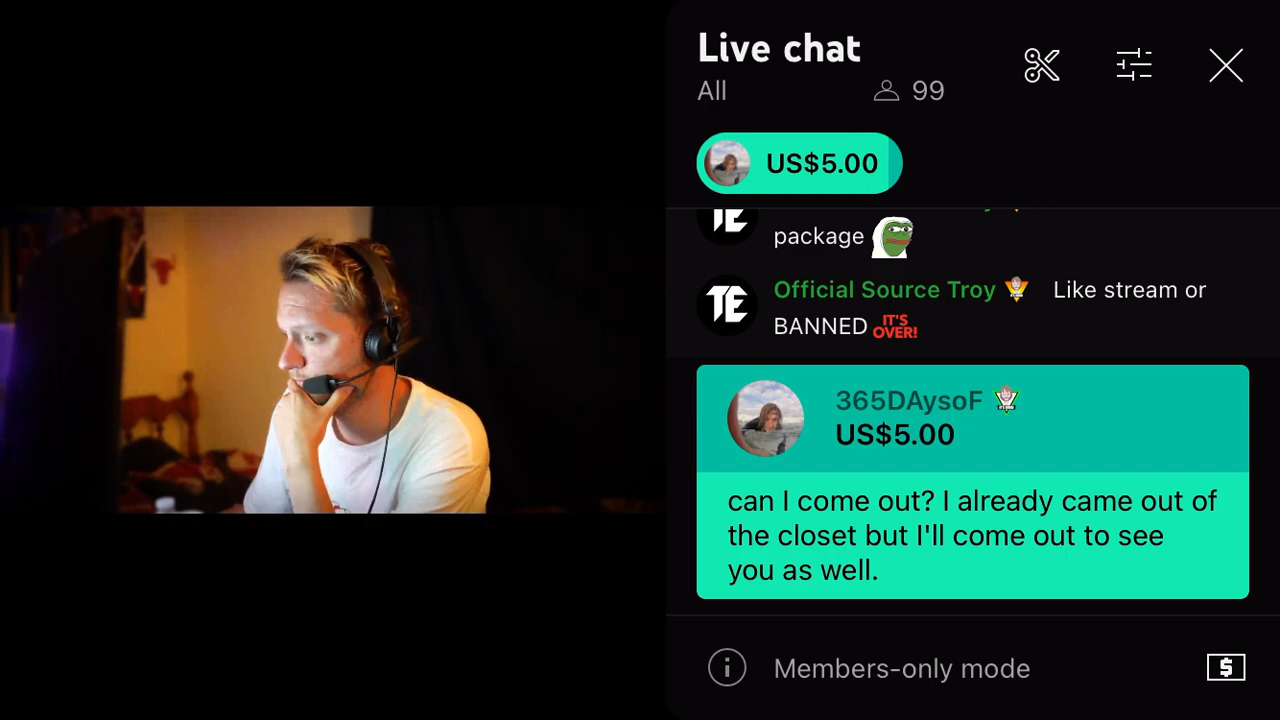 Live chat
All
99
US$5.00
TE
package
TE
Official Source Troy Like stream or
BANNED IT'S OVER!
365DAysoF
US$5.00
can I come out? I already came out of
the closet but I'll come out to see
you as well.
Members-only mode